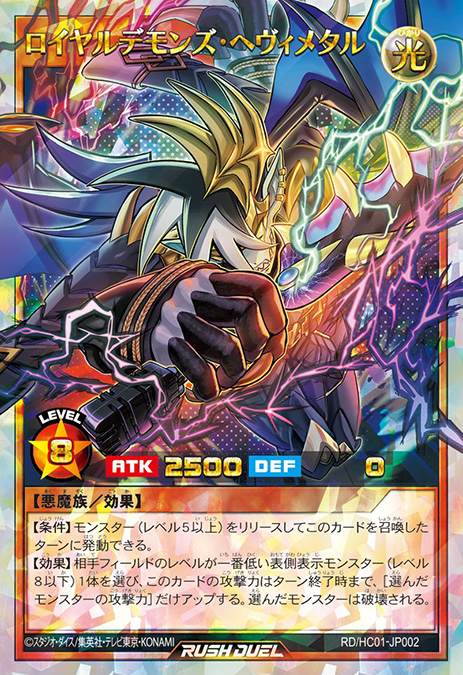 ロイヤルデモンズ・ヘヴィメタル
ひかり
光
LEVEL
8
ATK 2500 DEF 0
【悪魔族/効果】
【条件】モンスター(レベル5以上)をリリースしてこのカードを召喚した
ターンに発動できる。
【効果】相手フィールドのレベルが一番低い表側表示モンスター(レベル
8以下)1体を選び、このカードの攻撃力はターン終了時まで、[選んだ
モンスターの攻撃力]だけアップする。選んだモンスターは破壊される。
©スタジオ・ダイス/集英社・テレビ東京・KONAMI
RUSH DUEL
RD/HC01-JP002